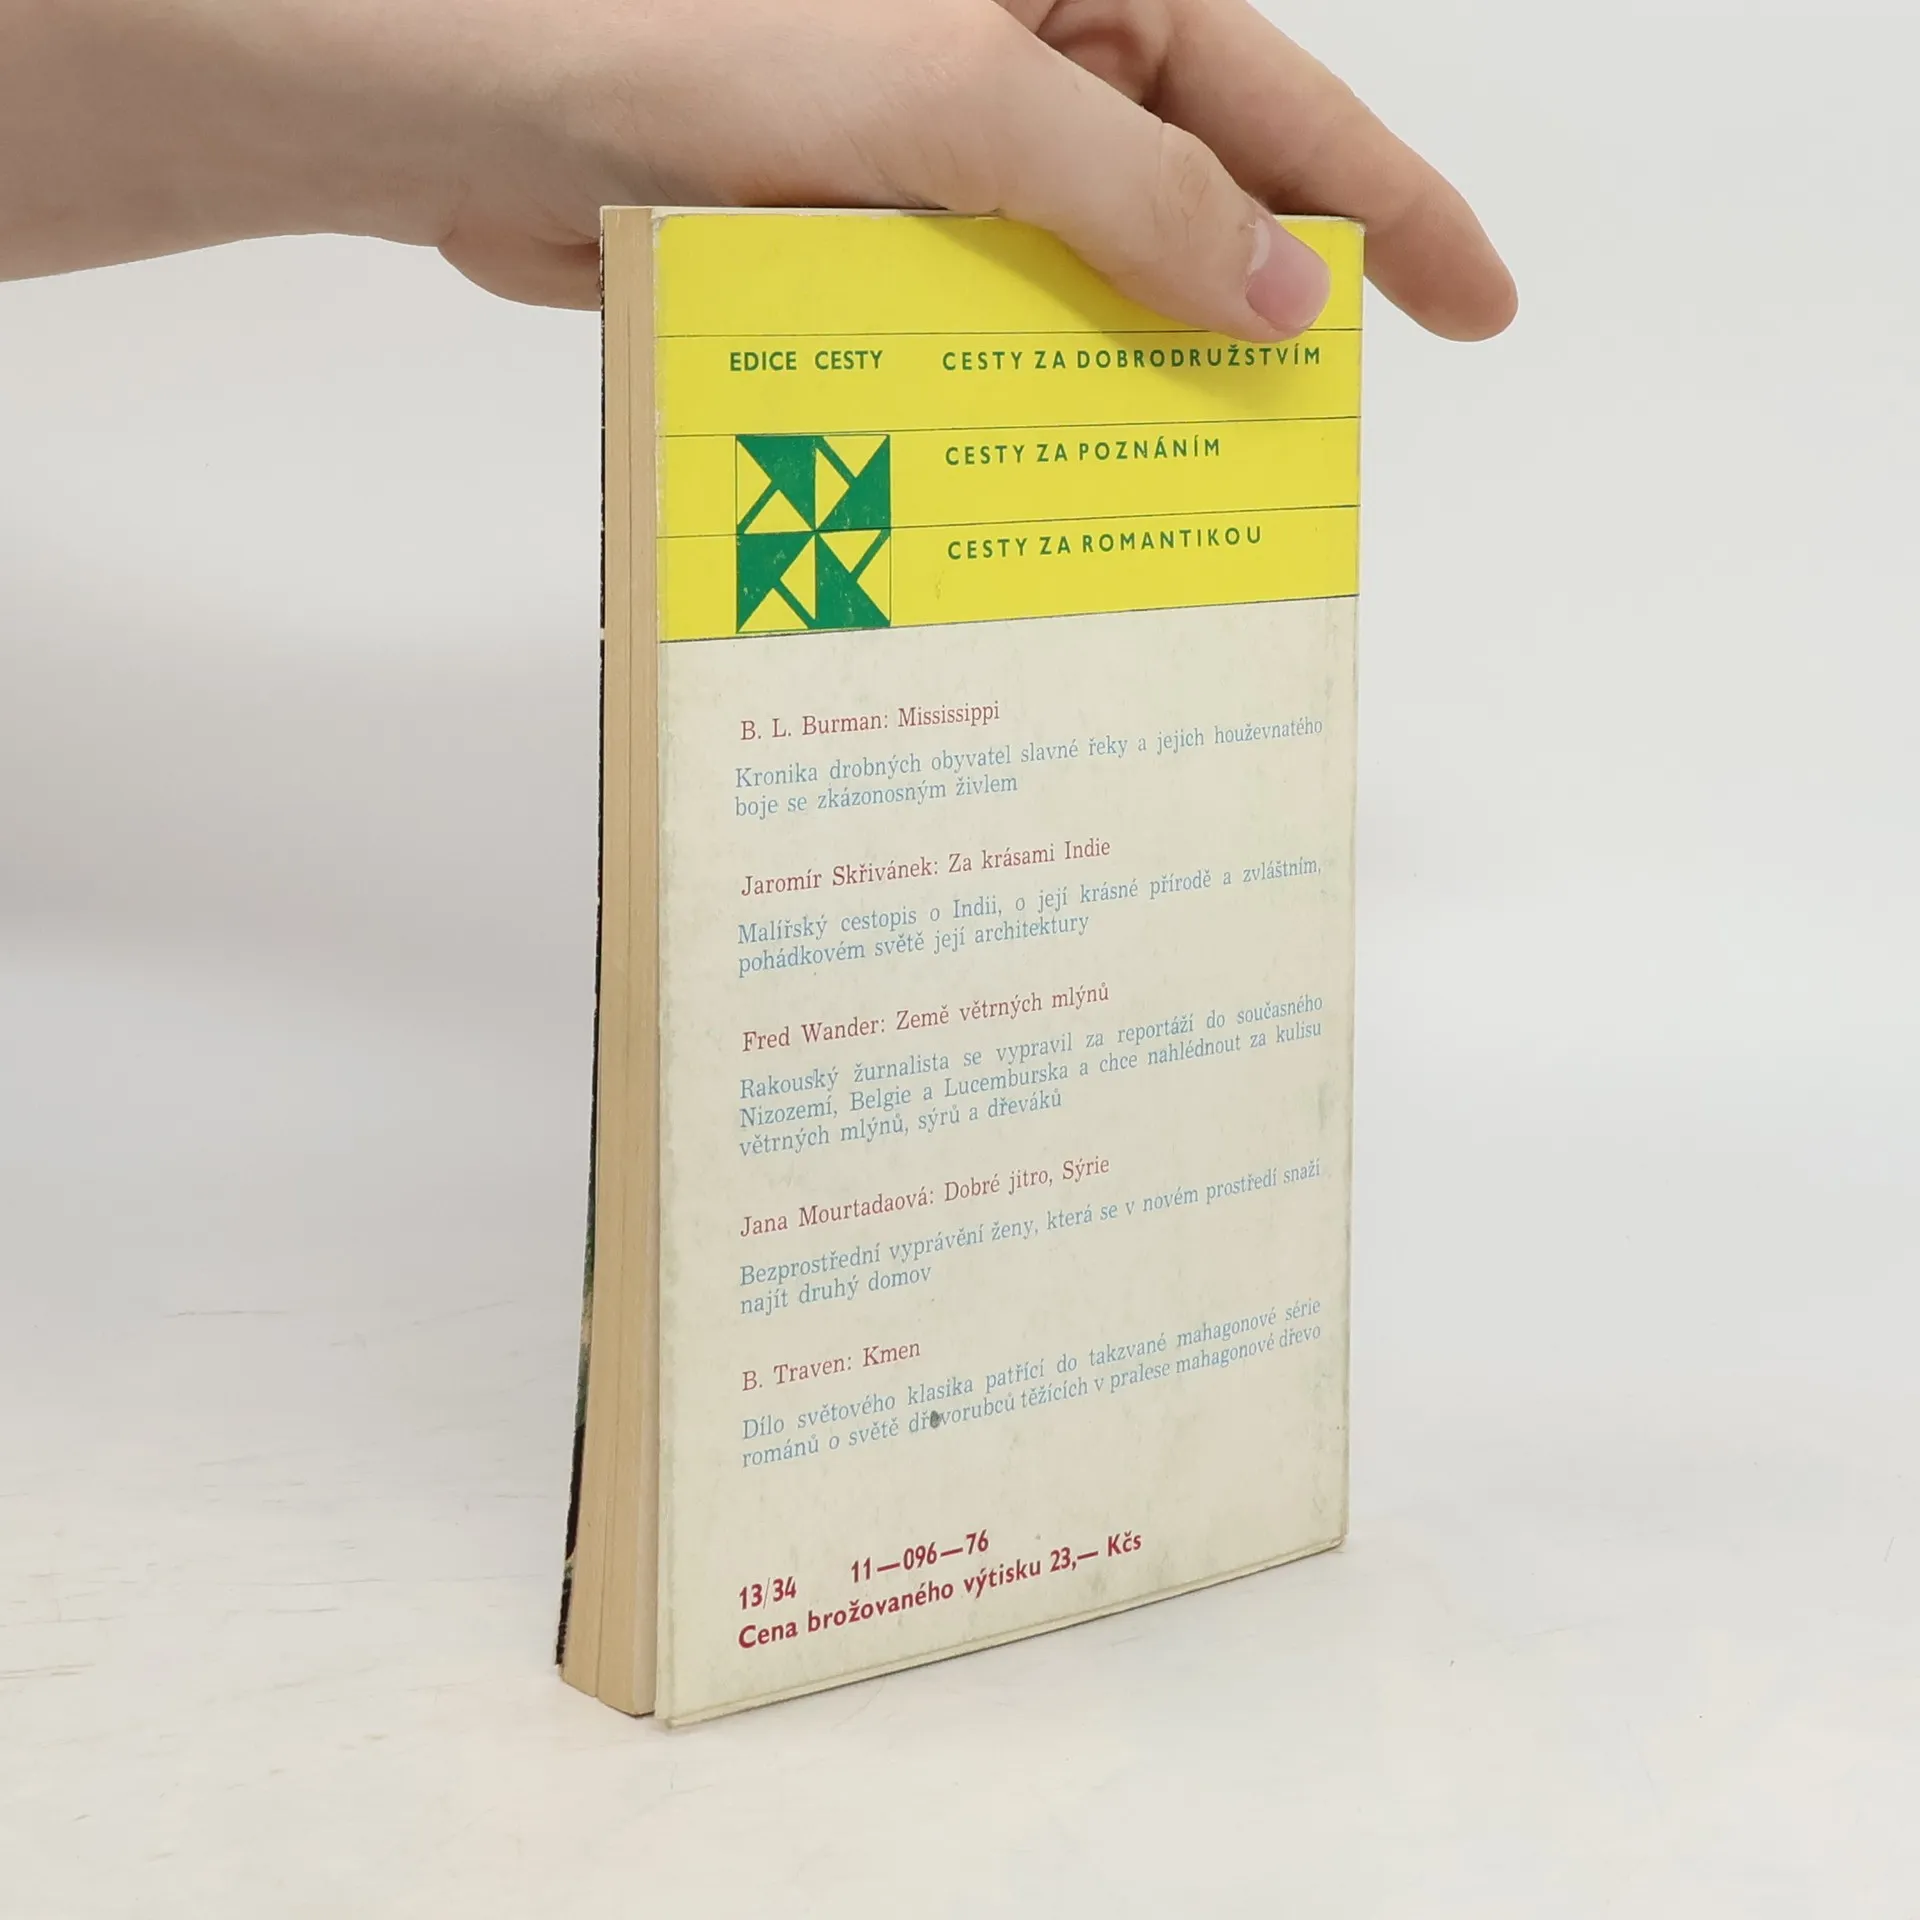 EDICE CESTY CESTY ZA DOBRODRUŽSTVÍM
CESTY ZA POZNÁNÍM
CESTY ZA ROMANTIKOU
B. L. Burman: Mississippi
Kronika drobných obyvatel slavné řeky a jejich houževnatého
boje se zkázonosným živlem
Jaromír Skřivánek: Za krásami Indie
Malířský cestopis o Indii, o její krásné přírodě a zvláštním,
pohádkovém světě její architektury
Fred Wander: Země větrných mlýnů
Rakouský žurnalista se vypravil za reportáží do současného
Nizozemí, Belgie a Lucemburska a chce nahlédnout za kulisu
větrných mlýnů, sýrů a dřeváků
Jana Mourtadaová: Dobré jitro, Sýrie
Bezprostřední vyprávění ženy, která se v novém prostředí snaží
najít druhý domov
B. Traven: Kmen
Dílo světového klasika patřící do takzvané mahagonové série
románů o světě dřevorubců těžících v pralese mahagonové dřevo
13/34 11—096—76
Cena brožovaného výtisku 23,— Kčs